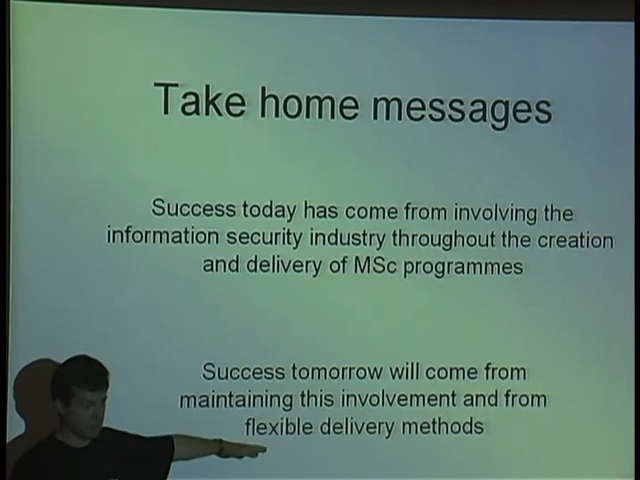 Take home messages
Success today has come from involving the
information security industry throughout the creation
and delivery of MSc programmes
Success tomorrow will come from
maintaining this involvement and from
flexible delivery methods